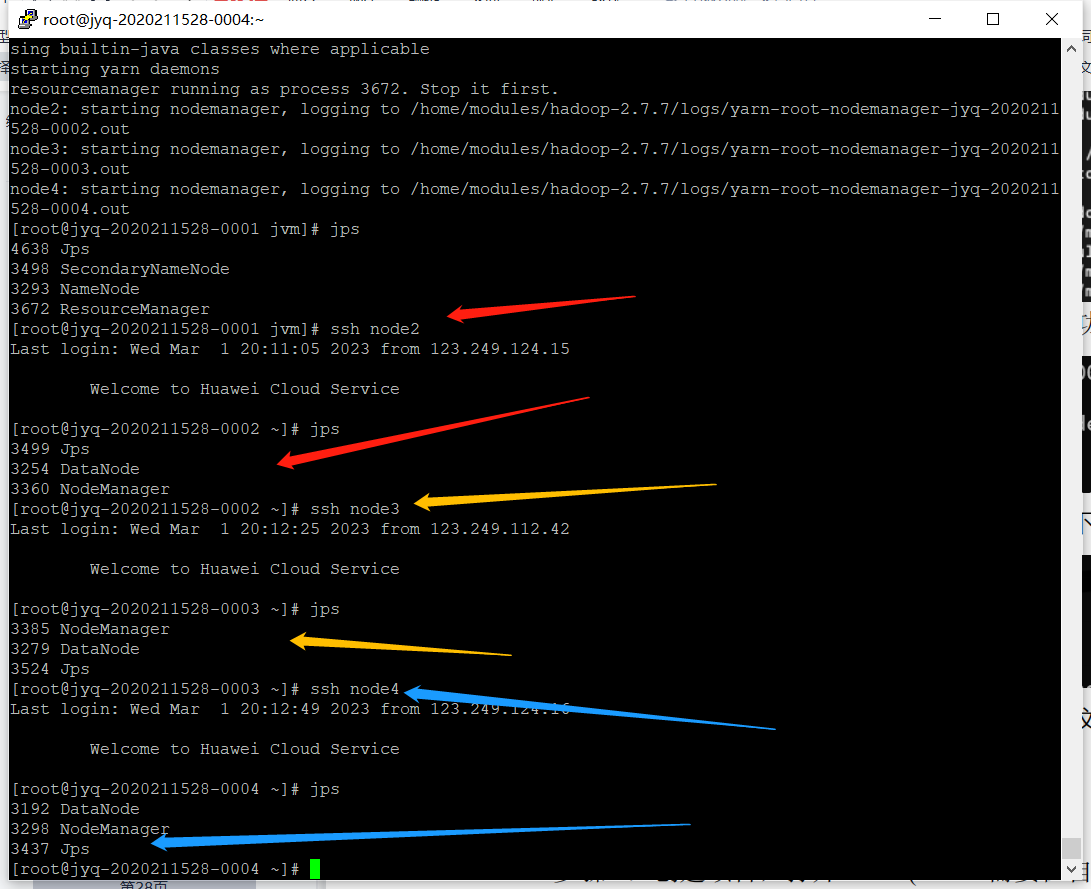 root@jyq-2020211528-0004:~
sing builtin-java classes where applicable
starting yarn daemons
resourcemanager running as process 3672. Stop it first.
node2: starting nodemanager, logging to /home/modules/hadoop-2.7.7/logs/yarn-root-nodemanager-jyq-2020211
528-0002.out
node3: starting nodemanager, logging to /home/modules/hadoop-2.7.7/logs/yarn-root-nodemanager-jyq-2020211
528-0003.out
node4: starting nodemanager, logging to /home/modules/hadoop-2.7.7/logs/yarn-root-nodemanager-jyq-2020211
528-0004.out
[root@jyq-2020211528-0001 jvm]# jps
4638 Jps
3498 SecondaryNameNode
3293 NameNode
3672 ResourceManager
[root@jyq-2020211528-0001 jvm]# ssh node2
Last login: Wed Mar  1 20:11:05 2023 from 123.249.124.15
Welcome to Huawei Cloud Service
[root@jyq-2020211528-0002 ~]# jps
3499 Jps
3254 DataNode
3360 NodeManager
[root@jyq-2020211528-0002 ~]# ssh node3
Last login: Wed Mar  1 20:12:25 2023 from 123.249.112.42
Welcome to Huawei Cloud Service
[root@jyq-2020211528-0003 ~]# jps
3385 NodeManager
3279 DataNode
3524 Jps
[root@jyq-2020211528-0003 ~]# ssh node4
Last login: Wed Mar  1 20:12:49 2023 from 123.249.124.16
Welcome to Huawei Cloud Service
[root@jyq-2020211528-0004 ~]# jps
3192 DataNode
3298 NodeManager
3437 Jps
[root@jyq-2020211528-0004 ~]#
第28页